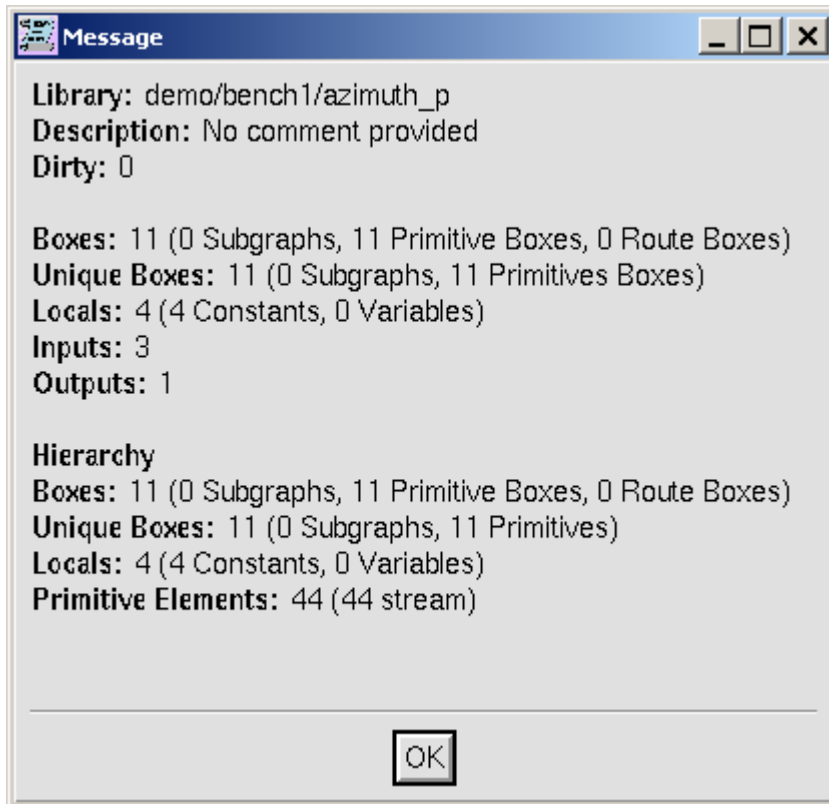 Message
Library: demo/bench1/azimuth_p
Description: No comment provided
Dirty: 0
Boxes: 11 (0 Subgraphs, 11 Primitive Boxes, 0 Route Boxes)
Unique Boxes: 11 (0 Subgraphs, 11 Primitives Boxes)
Locals: 4 (4 Constants, 0 Variables)
Inputs: 3
Outputs: 1
Hierarchy
Boxes: 11 (0 Subgraphs, 11 Primitive Boxes, 0 Route Boxes)
Unique Boxes: 11 (0 Subgraphs, 11 Primitives)
Locals: 4 (4 Constants, 0 Variables)
Primitive Elements: 44 (44 stream)
OK